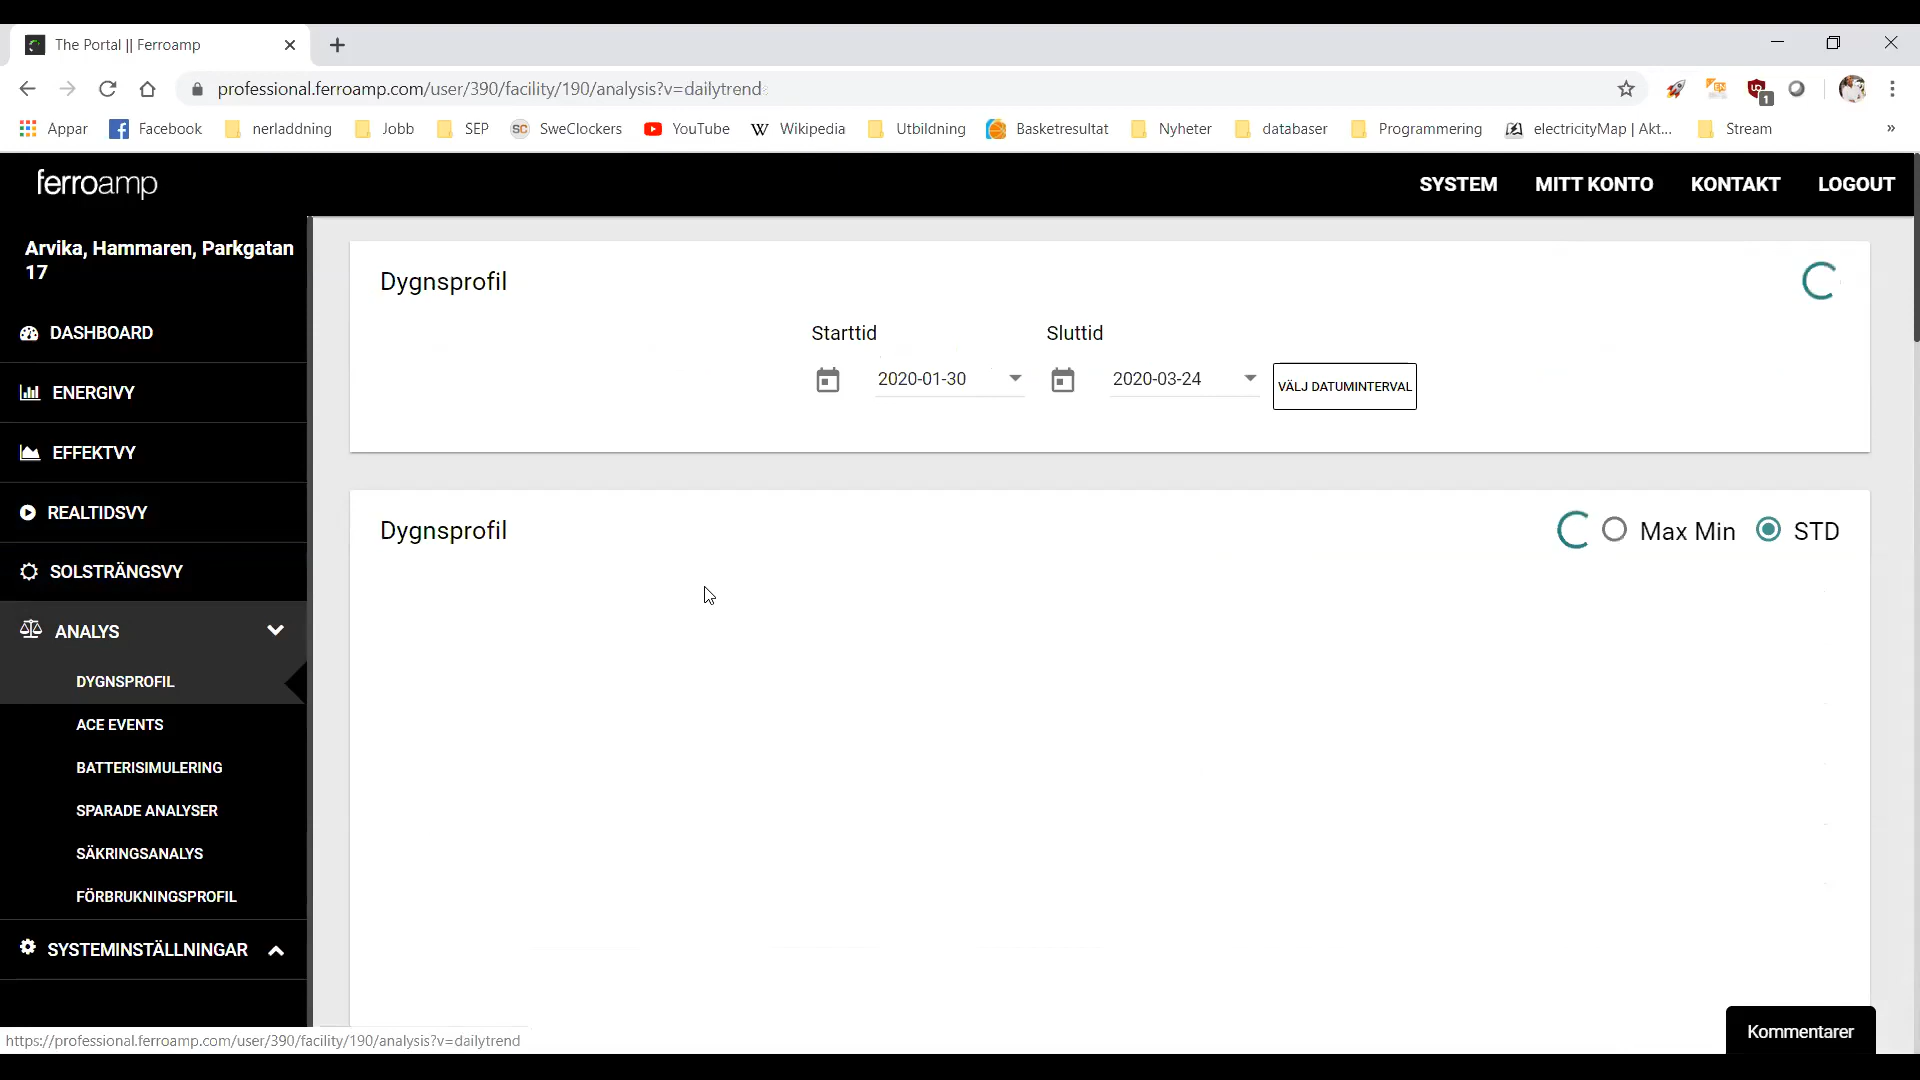 The Portal || Ferroamp
professional.ferroamp.com/user/390/facility/190/analysis?v=dailytrend
1
Appar
Facebook
nerladdning
Jobb
SEP
SC SweClockers
YouTube
W Wikipedia
Utbildning
Basketresultat
Nyheter
databaser
Programmering
electricityMap | Akt...
Stream
»
ferroamp
SYSTEM
MITT KONTO
KONTAKT
LOGOUT
Arvika, Hammaren, Parkgatan
17
DASHBOARD
ENERGIVY
EFFEKTVY
REALTIDSVY
SOLSTRÄNGSVY
ANALYS
DYGNSPROFIL
ACE EVENTS
BATTERISIMULERING
SPARADE ANALYSER
SÄKRINGSANALYS
FÖRBRUKNINGSPROFIL
SYSTEMINSTÄLLNINGAR
Dygnsprofil
Starttid
Sluttid
2020-01-30
2020-03-24
VÄLJ DATUMINTERVAL
Dygnsprofil
Max Min
STD
Kommentarer
https://professional.ferroamp.com/user/390/facility/190/analysis?v=dailytrend